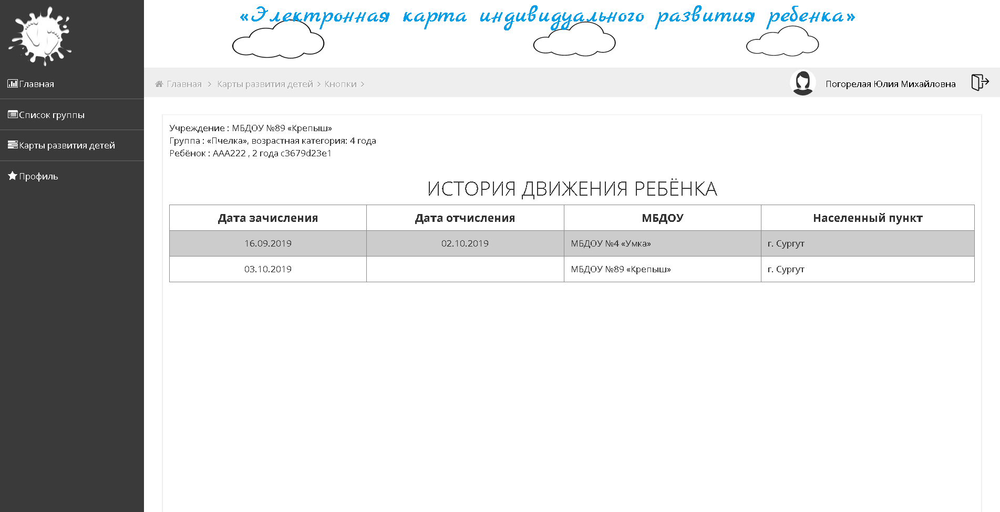 «Электронная карта индивидуального развития ребенка»
Главная
Список группы
Карты развития детей
Профиль
Главная > Карты развития детей > Кнопки >
Погорелая Юлия Михайловна
Учреждение : МБДОУ №89 «Крепыш»
Группа : «Пчелка», возрастная категория: 4 года
Ребёнок : ААА222 , 2 года c3679d23e1
ИСТОРИЯ ДВИЖЕНИЯ РЕБЁНКА
Дата зачисления Дата отчисления МБДОУ Населенный пункт
16.09.2019 02.10.2019 МБДОУ №4 «Умка» г. Сургут
03.10.2019 МБДОУ №89 «Крепыш» г. Сургут